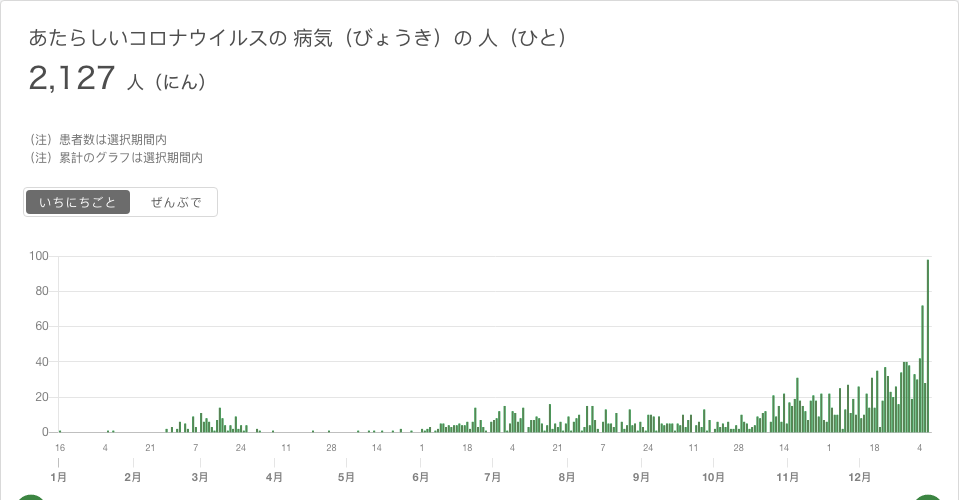 あたらしいコロナウイルスの 病気（びょうき）の 人（ひと）
2,127 人（にん）
（注）患者数は選択期間内
（注）累計のグラフは選択期間内
いちにちごと ぜんぶで
100
80
60
40
20
0
16 4 21 7 24 11 28 14 1 18 4 21 7 24 11 28 14 1 18 4
1月 2月 3月 4月 5月 6月 7月 8月 9月 10月 11月 12月